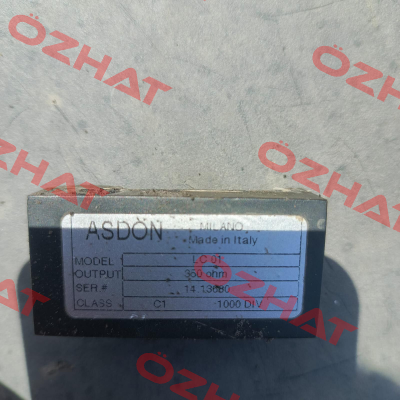 ÖZHAT
ÖZHAT
ÖZHAT
ÖZHAT
ÖZHAT
ASDON MILANO
Made in Italy
MODEL LC 01
OUTPUT 350 ohm
SER.#
CLASS C1 1000 DIV